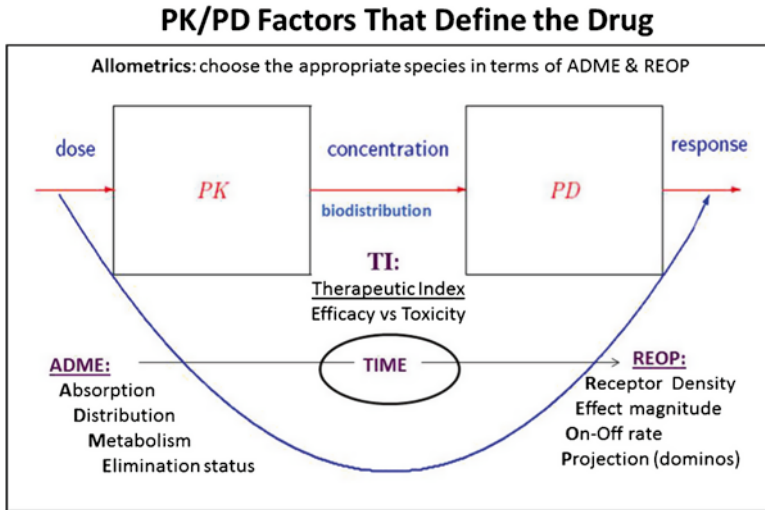 PK/PD Factors That Define the Drug
Allometrics: choose the appropriate species in terms of ADME & REOP
dose
PK
concentration
biodistribution
PD
response
TI:
Therapeutic Index
Efficacy vs Toxicity
TIME
ADME:
Absorption
Distribution
Metabolism
Elimination status
REOP:
Receptor Density
Effect magnitude
On-Off rate
Projection (dominos)